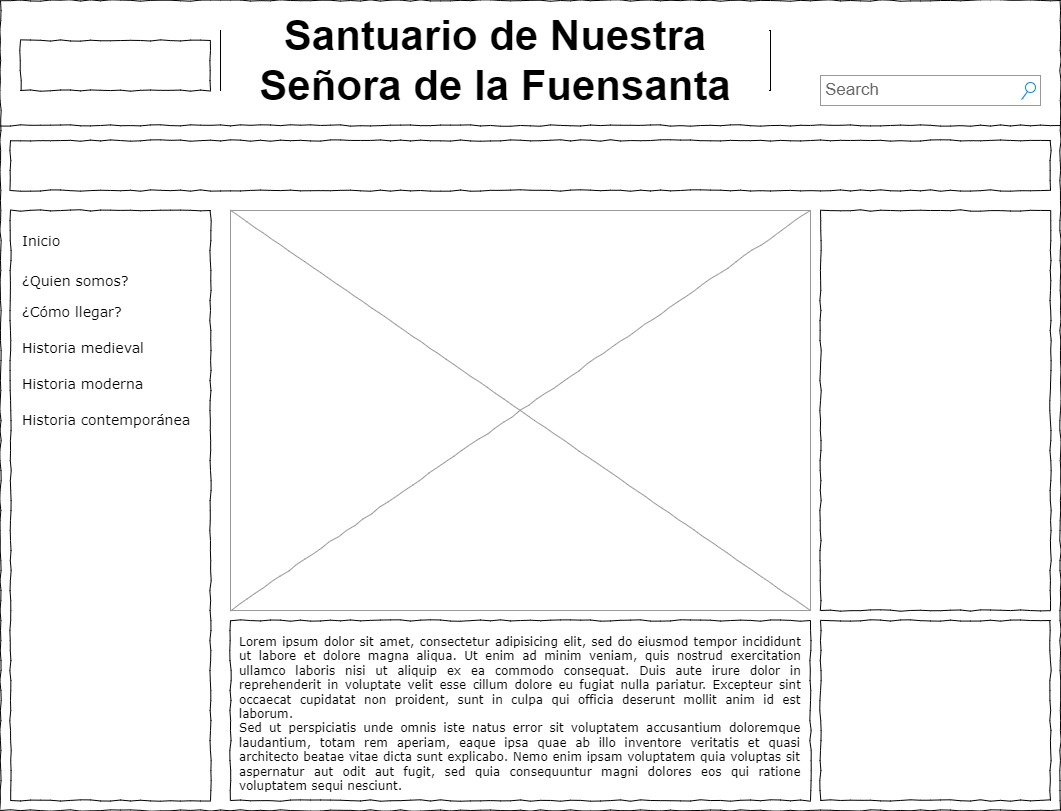 Santuario de Nuestra
Señora de la Fuensanta
Search
Inicio
¿Quien somos?
¿Cómo llegar?
Historia medieval
Historia moderna
Historia contemporánea
Lorem ipsum dolor sit amet, consectetur adipisicing elit, sed do eiusmod tempor incididunt
ut labore et dolore magna aliqua. Ut enim ad minim veniam, quis nostrud exercitation
ullamco laboris nisi ut aliquip ex ea commodo consequat. Duis aute irure dolor in
reprehenderit in voluptate velit esse cillum dolore eu fugiat nulla pariatur. Excepteur sint
occaecat cupidatat non proident, sunt in culpa qui officia deserunt mollit anim id est
laborum.
Sed ut perspiciatis unde omnis iste natus error sit voluptatem accusantium doloremque
laudantium, totam rem aperiam, eaque ipsa quae ab illo inventore veritatis et quasi
architecto beatae vitae dicta sunt explicabo. Nemo enim ipsam voluptatem quia voluptas sit
aspernatur aut odit aut fugit, sed quia consequuntur magni dolores eos qui ratione
voluptatem sequi nesciunt.